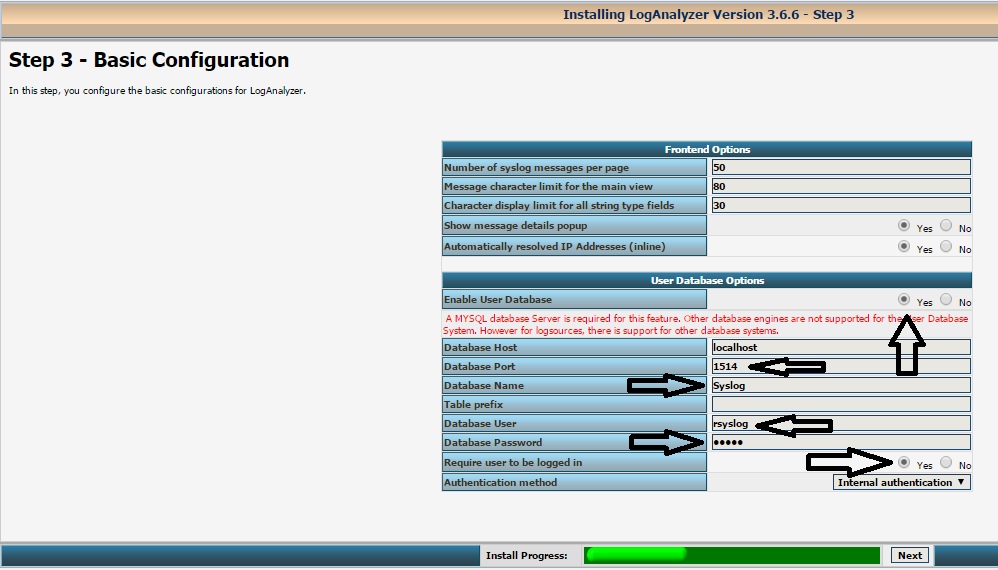 Installing LogAnalyzer Version 3.6.6 - Step 3
Step 3 - Basic Configuration
In this step, you configure the basic configurations for LogAnalyzer.
Frontend Options
Number of syslog messages per page 50
Message character limit for the main view 80
Character display limit for all string type fields 30
Show message details popup Yes No
Automatically resolved IP Addresses (inline) Yes No
User Database Options
Enable User Database Yes No
A MYSQL database Server is required for this feature. Other database engines are not supported for the User Database
System. However for logsources, there is support for other database systems.
Database Host localhost
Database Port 1514
Database Name Syslog
Table prefix
Database User rsyslog
Database Password •••••
Require user to be logged in Yes No
Authentication method Internal authentication
Install Progress: Next